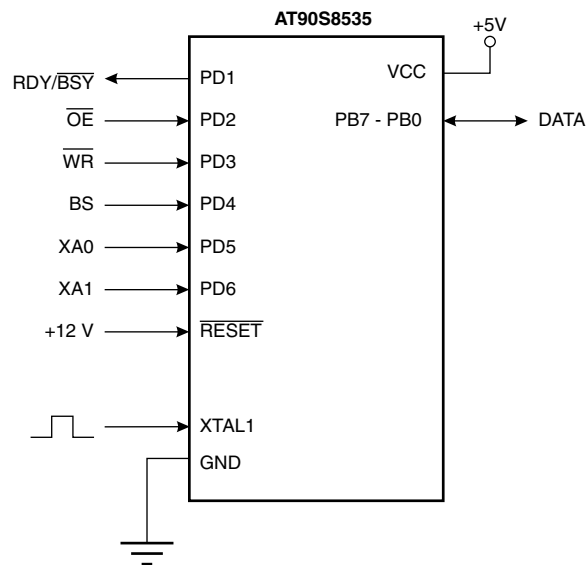 AT90S8535
+5V
RDY/BSY PD1 VCC
OE PD2 PB7 - PB0 DATA
WR PD3
BS PD4
XA0 PD5
XA1 PD6
+12 V RESET
XTAL1
GND